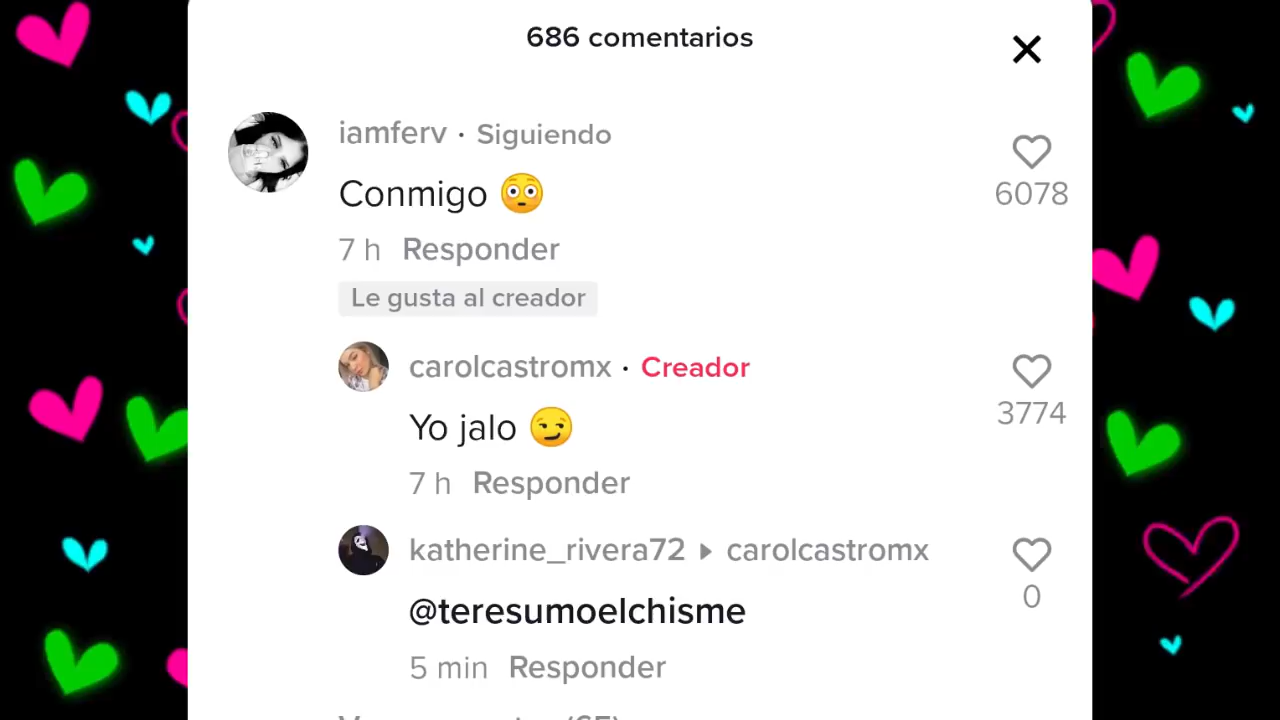 686 comentarios
iamferv · Siguiendo
Conmigo 😳
6078
7 h Responder
Le gusta al creador
carolcastromx · Creador
Yo jalo 😏
3774
7 h Responder
katherine_rivera72 ▸ carolcastromx
@teresumoelchisme
0
5 min Responder